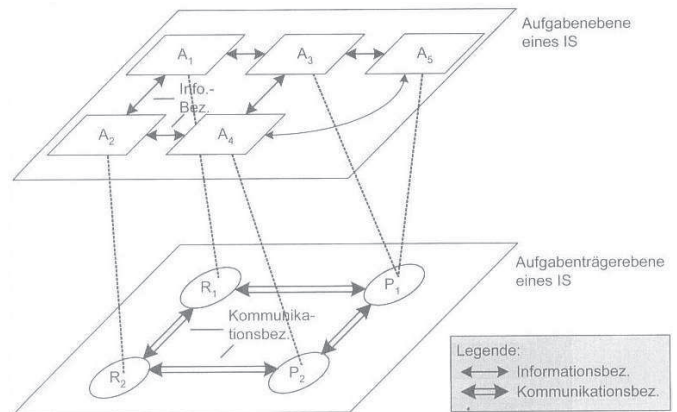 Aufgabenebene
eines IS
A₁
A₃
A₅
Info.-
Bez.
A₂
A₄
Aufgabenträgerebene
eines IS
R₁
P₁
Kommunika-
tionsbez.
R₂
P₂
Legende:
Informationsbez.
Kommunikationsbez.